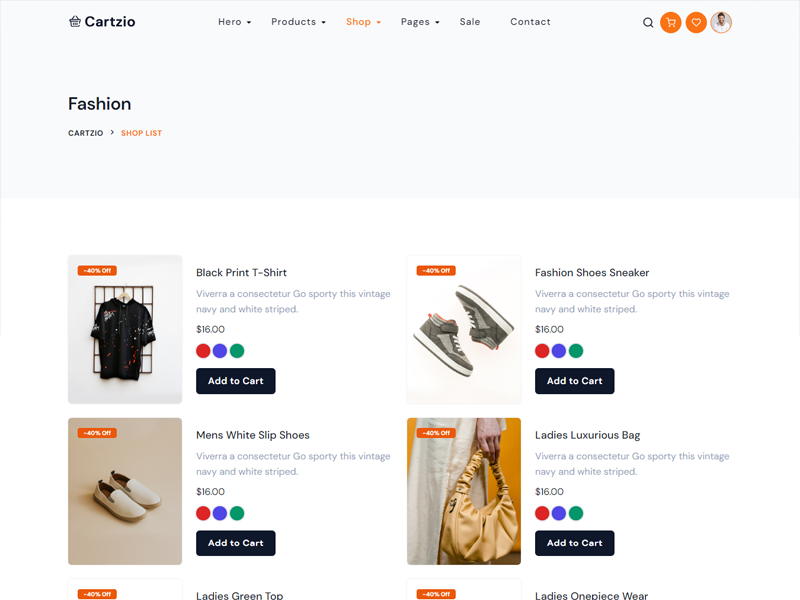 Cartzio
Hero Products Shop Pages Sale Contact
Fashion
CARTZIO > SHOP LIST
-40% Off
Black Print T-Shirt
Viverra a consectetur Go sporty this vintage
navy and white striped.
$16.00
Add to Cart
-40% Off
Fashion Shoes Sneaker
Viverra a consectetur Go sporty this vintage
navy and white striped.
$16.00
Add to Cart
-40% Off
Mens White Slip Shoes
Viverra a consectetur Go sporty this vintage
navy and white striped.
$16.00
Add to Cart
-40% Off
Ladies Luxurious Bag
Viverra a consectetur Go sporty this vintage
navy and white striped.
$16.00
Add to Cart
-40% Off
Ladies Green Top
-40% Off
Ladies Onepiece Wear